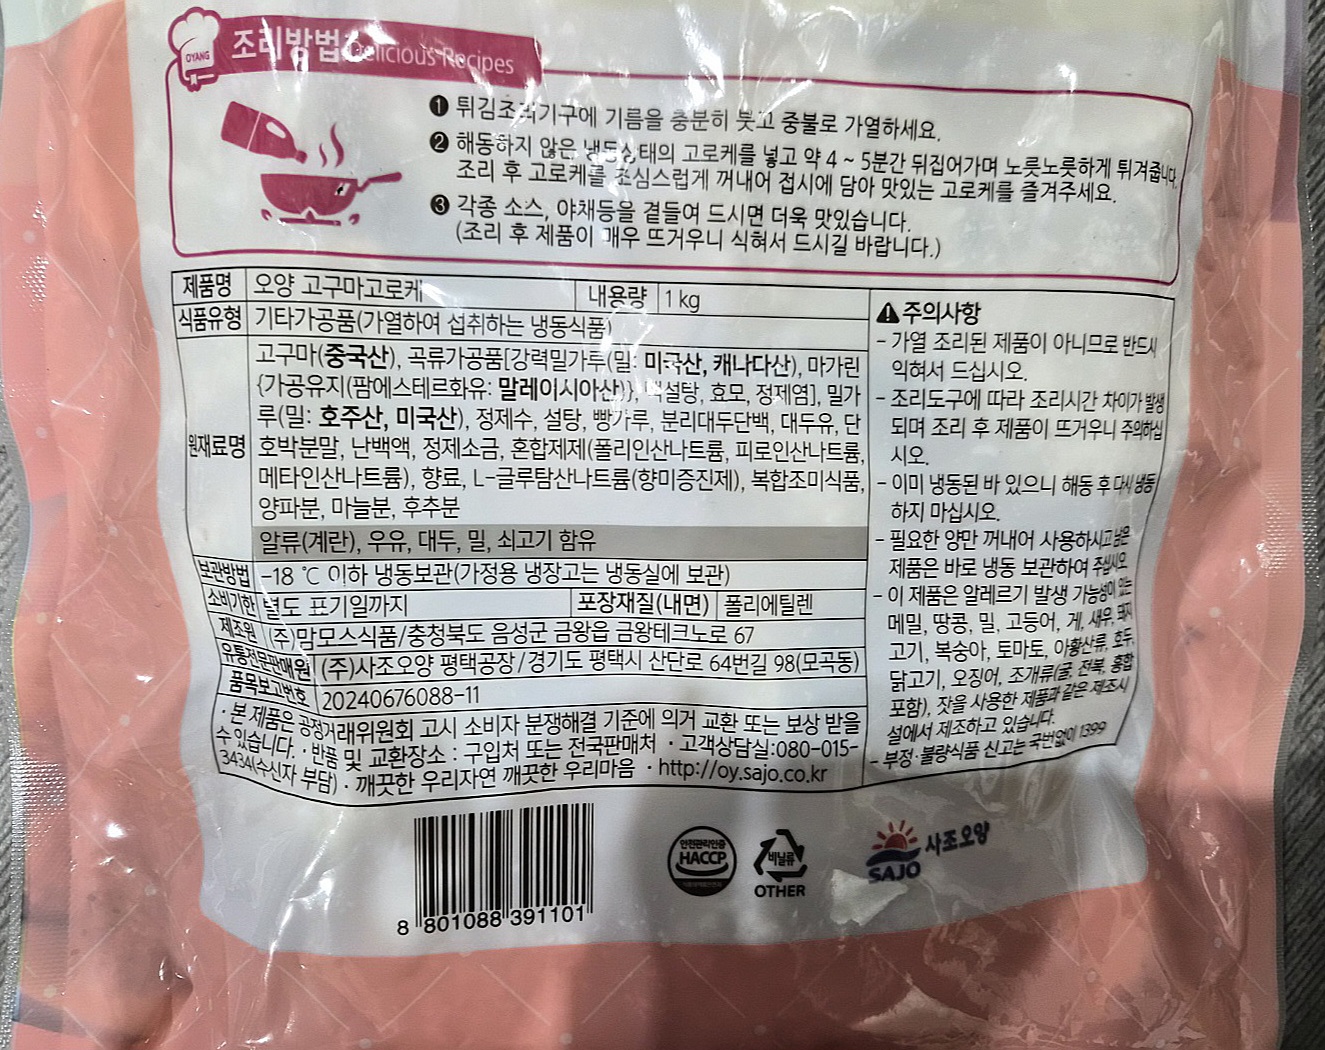 OYANG
조리방법 Delicious Recipes
❶ 튀김조리기구에 기름을 충분히 붓고 중불로 가열하세요.
❷ 해동하지 않은 냉동상태의 고로케를 넣고 약 4 ~ 5분간 뒤집어가며 노릇노릇하게 튀겨줍니다.
조리 후 고로케를 조심스럽게 꺼내어 접시에 담아 맛있는 고로케를 즐겨주세요.
❸ 각종 소스, 야채등을 곁들여 드시면 더욱 맛있습니다.
(조리 후 제품이 매우 뜨거우니 식혀서 드시길 바랍니다.)
제품명 오양 고구마고로케 내용량 1 kg
식품유형 기타가공품(가열하여 섭취하는 냉동식품)
원재료명
고구마(중국산), 곡류가공품[강력밀가루(밀: 미국산, 캐나다산), 마가린
{가공유지(팜에스테르화유: 말레이시아산)}, 백설탕, 효모, 정제염], 밀가
루(밀: 호주산, 미국산), 정제수, 설탕, 빵가루, 분리대두단백, 대두유, 단
호박분말, 난백액, 정제소금, 혼합제제(폴리인산나트륨, 피로인산나트륨,
메타인산나트륨), 향료, L-글루탐산나트륨(향미증진제), 복합조미식품,
양파분, 마늘분, 후추분
알류(계란), 우유, 대두, 밀, 쇠고기 함유
보관방법 -18 ℃ 이하 냉동보관(가정용 냉장고는 냉동실에 보관)
소비기한 별도 표기일까지 포장재질(내면) 폴리에틸렌
제조원 (주)맘모스식품/충청북도 음성군 금왕읍 금왕테크노로 67
유통전문판매원 (주)사조오양 평택공장/경기도 평택시 산단로 64번길 98(모곡동)
품목보고번호 20240676088-11
· 본 제품은 공정거래위원회 고시 소비자 분쟁해결 기준에 의거 교환 또는 보상 받을
수 있습니다. · 반품 및 교환장소 : 구입처 또는 전국판매처 · 고객상담실:080-015-
3434(수신자 부담) · 깨끗한 우리자연 깨끗한 우리마음 · http://oy.sajo.co.kr
⚠주의사항
- 가열 조리된 제품이 아니므로 반드시
익혀서 드십시오.
- 조리도구에 따라 조리시간 차이가 발생
되며 조리 후 제품이 뜨거우니 주의하십
시오.
- 이미 냉동된 바 있으니 해동 후 다시 냉동
하지 마십시오.
- 필요한 양만 꺼내어 사용하시고 남은
제품은 바로 냉동 보관하여 주십시오.
- 이 제품은 알레르기 발생 가능성이 있는
메밀, 땅콩, 밀, 고등어, 게, 새우, 돼지
고기, 복숭아, 토마토, 아황산류, 호두,
닭고기, 오징어, 조개류(굴, 전복, 홍합
포함), 잣을 사용한 제품과 같은 제조시
설에서 제조하고 있습니다.
- 부정·불량식품 신고는 국번없이 1399
8 801088 391101
안전관리인증
HACCP
비닐류
OTHER
SAJO 사조오양